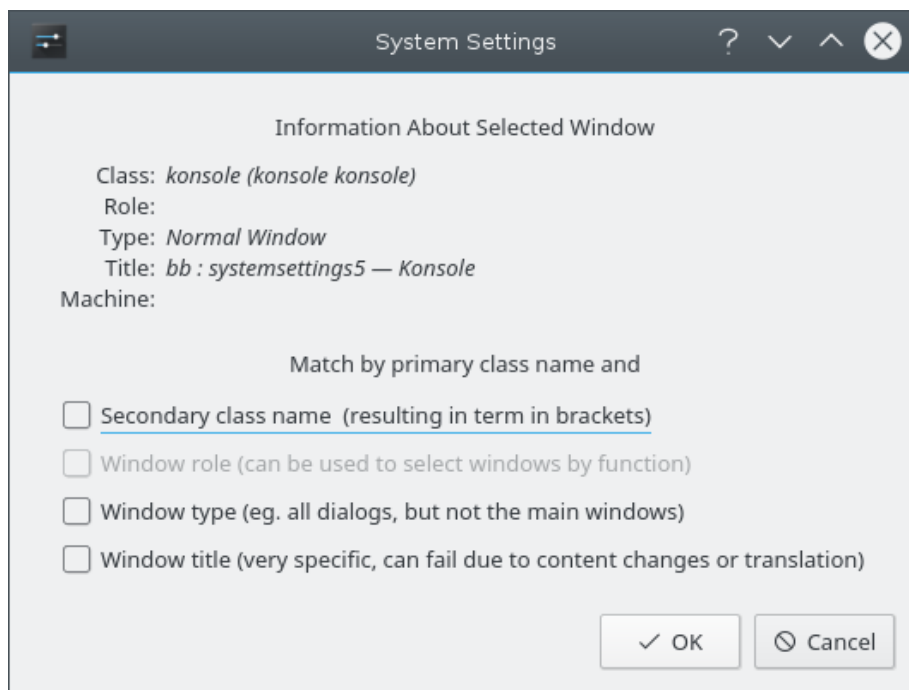 System Settings ?
Information About Selected Window
Class: konsole (konsole konsole)
Role:
Type: Normal Window
Title: bb : systemsettings5 — Konsole
Machine:
Match by primary class name and
Secondary class name  (resulting in term in brackets)
Window role (can be used to select windows by function)
Window type (eg. all dialogs, but not the main windows)
Window title (very specific, can fail due to content changes or translation)
OK Cancel